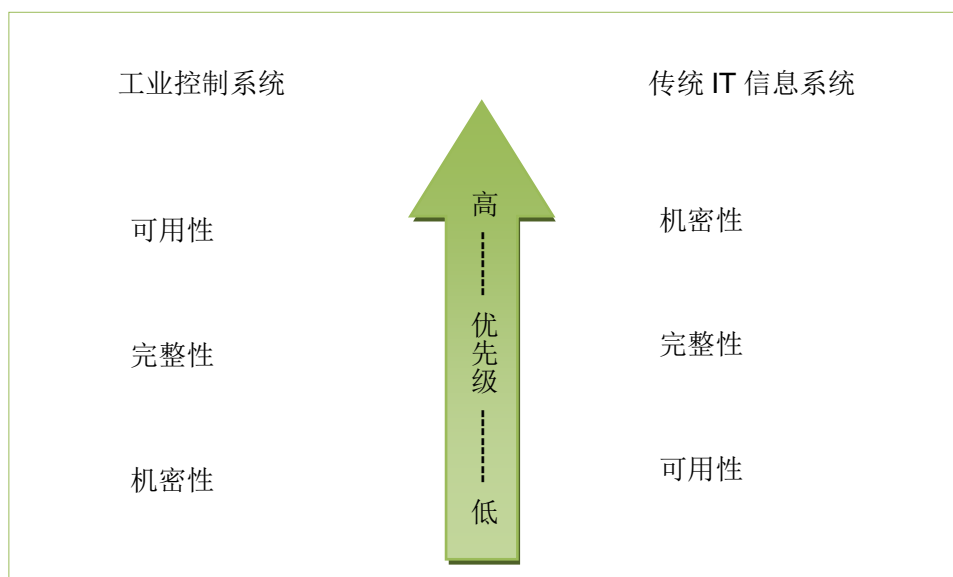 工业控制系统
传统 IT 信息系统
高
可用性
机密性
优先级
完整性
完整性
机密性
可用性
低